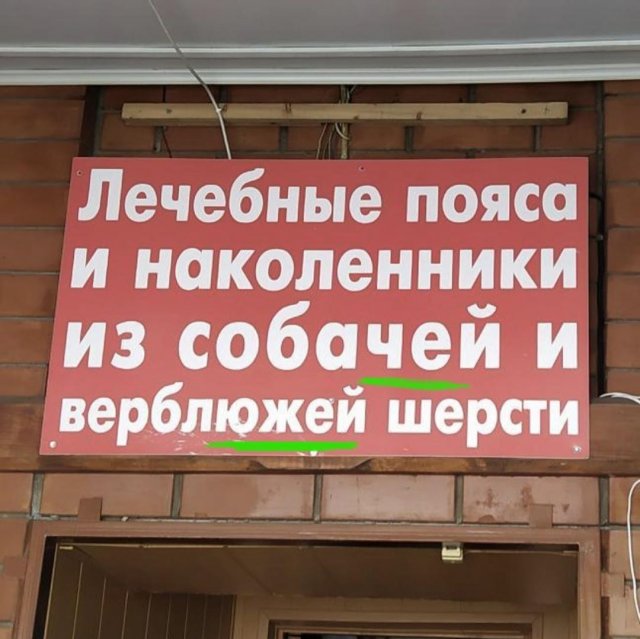 Лечебные пояса
и наколенники
из собачей и
верблюжей шерсти